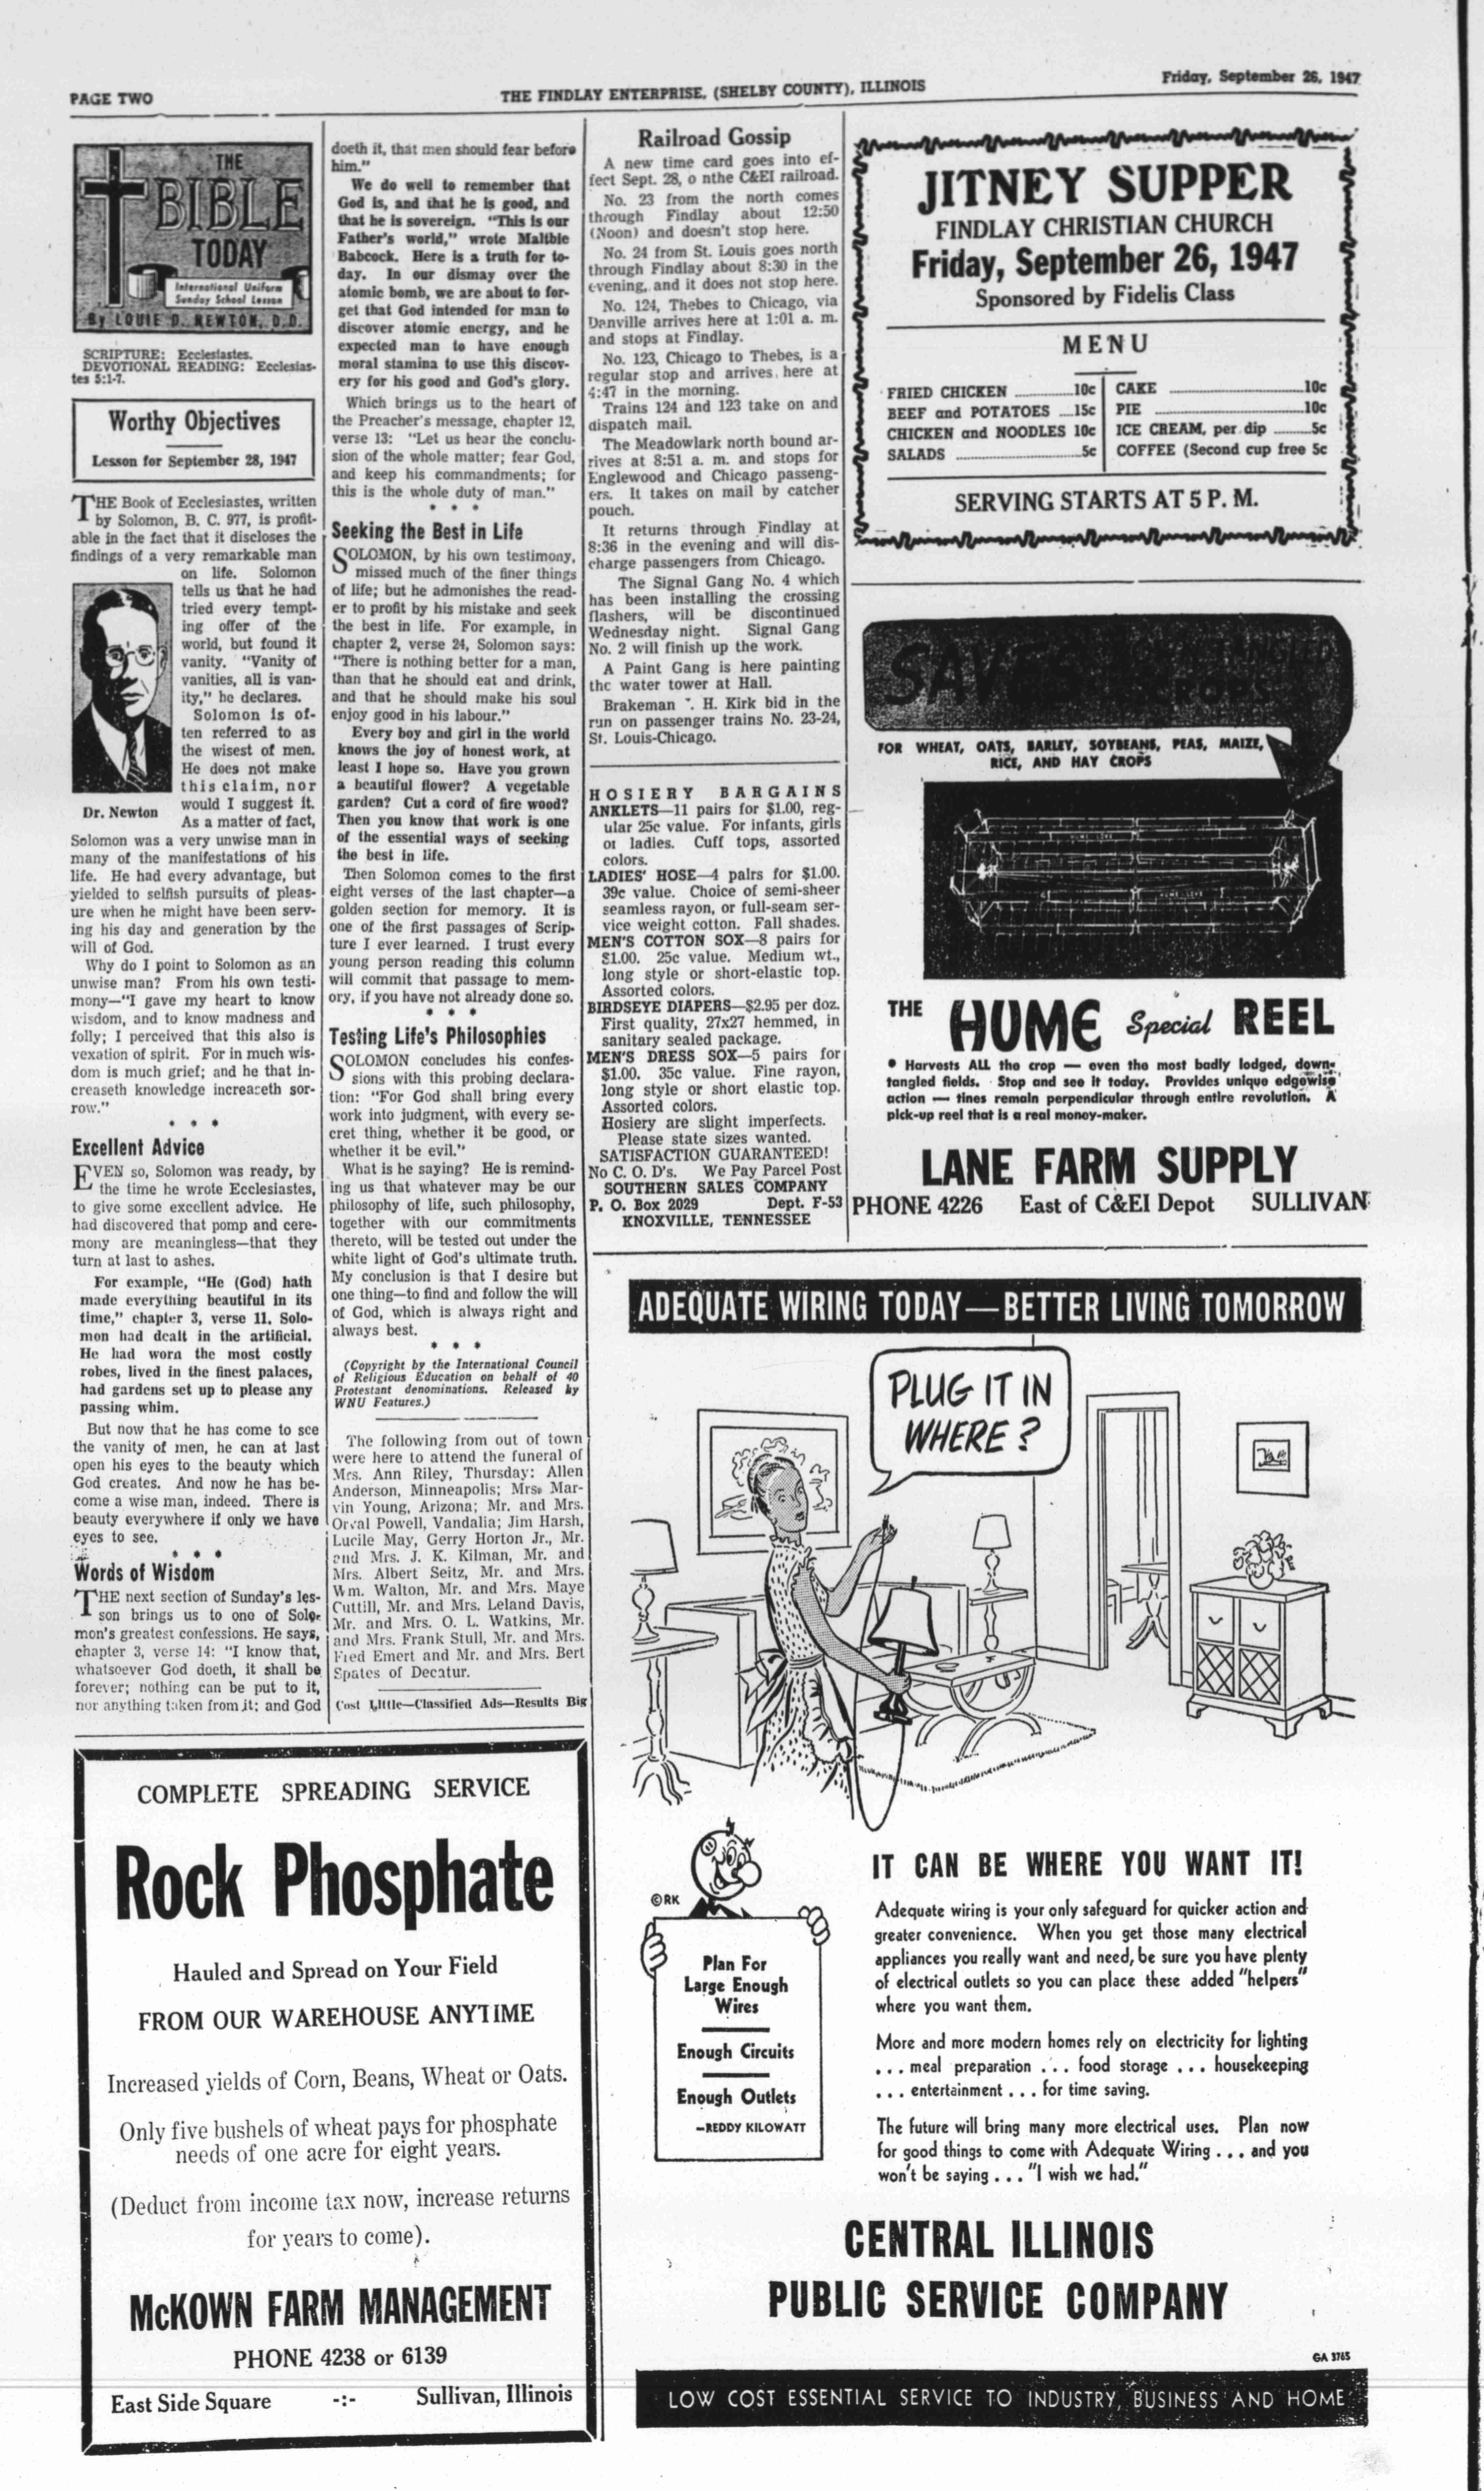 PAGE TWO
THE FINDLAY ENTERPRISE, (SHELBY COUNTY), ILLINOIS
Friday, September 26, 1947
THE
BIBLE
TODAY
International Uniform
Sunday School Lesson
By LOUIE D. NEWTON, D.D.
SCRIPTURE: Ecclesiastes.
DEVOTIONAL READING: Ecclesias-
tes 5:1-7.
Worthy Objectives
Lesson for September 28, 1947
THE Book of Ecclesiastes, written
by Solomon, B. C. 977, is profit-
able in the fact that it discloses the
findings of a very remarkable man
on life. Solomon
tells us that he had
tried every tempt-
ing offer of the
world, but found it
vanity. "Vanity of
vanities, all is van-
ity," he declares.
Solomon is of-
ten referred to as
the wisest of men.
He does not make
this claim, nor
would I suggest it.
Dr. Newton
As a matter of fact,
Solomon was a very unwise man in
many of the manifestations of his
life. He had every advantage, but
yielded to selfish pursuits of pleas-
ure when he might have been serv-
ing his day and generation by the
will of God.
Why do I point to Solomon as an
unwise man? From his own testi-
mony—"I gave my heart to know
wisdom, and to know madness and
folly; I perceived that this also is
vexation of spirit. For in much wis-
dom is much grief; and he that in-
creaseth knowledge increaseth sor-
row."
* * *
Excellent Advice
EVEN so, Solomon was ready, by
the time he wrote Ecclesiastes,
to give some excellent advice. He
had discovered that pomp and cere-
mony are meaningless—that they
turn at last to ashes.
For example, "He (God) hath
made everything beautiful in its
time," chapter 3, verse 11. Solo-
mon had dealt in the artificial.
He had worn the most costly
robes, lived in the finest palaces,
had gardens set up to please any
passing whim.
But now that he has come to see
the vanity of men, he can at last
open his eyes to the beauty which
God creates. And now he has be-
come a wise man, indeed. There is
beauty everywhere if only we have
eyes to see.
* * *
Words of Wisdom
THE next section of Sunday's les-
son brings us to one of Solo-
mon's greatest confessions. He says,
chapter 3, verse 14: "I know that,
whatsoever God doeth, it shall be
forever; nothing can be put to it,
nor anything taken from it; and God
doeth it, that men should fear before
him."
We do well to remember that
God is, and that he is good, and
that he is sovereign. "This is our
Father's world," wrote Maltbie
Babcock. Here is a truth for to-
day. In our dismay over the
atomic bomb, we are about to for-
get that God intended for man to
discover atomic energy, and he
expected man to have enough
moral stamina to use this discov-
ery for his good and God's glory.
Which brings us to the heart of
the Preacher's message, chapter 12,
verse 13: "Let us hear the conclu-
sion of the whole matter; fear God,
and keep his commandments; for
this is the whole duty of man."
* * *
Seeking the Best in Life
SOLOMON, by his own testimony,
missed much of the finer things
of life; but he admonishes the read-
er to profit by his mistake and seek
the best in life. For example, in
chapter 2, verse 24, Solomon says:
"There is nothing better for a man,
than that he should eat and drink,
and that he should make his soul
enjoy good in his labour."
Every boy and girl in the world
knows the joy of honest work, at
least I hope so. Have you grown
a beautiful flower? A vegetable
garden? Cut a cord of fire wood?
Then you know that work is one
of the essential ways of seeking
the best in life.
Then Solomon comes to the first
eight verses of the last chapter—a
golden section for memory. It is
one of the first passages of Scrip-
ture I ever learned. I trust every
young person reading this column
will commit that passage to mem-
ory, if you have not already done so.
* * *
Testing Life's Philosophies
SOLOMON concludes his confes-
sions with this probing declara-
tion: "For God shall bring every
work into judgment, with every se-
cret thing, whether it be good, or
whether it be evil."
What is he saying? He is remind-
ing us that whatever may be our
philosophy of life, such philosophy,
together with our commitments
thereto, will be tested out under the
white light of God's ultimate truth.
My conclusion is that I desire but
one thing—to find and follow the will
of God, which is always right and
always best.
* * *
(Copyright by the International Council
of Religious Education on behalf of 40
Protestant denominations. Released by
WNU Features.)
The following from out of town
were here to attend the funeral of
Mrs. Ann Riley, Thursday: Allen
Anderson, Minneapolis; Mrs. Mar-
vin Young, Arizona; Mr. and Mrs.
Orval Powell, Vandalia; Jim Harsh,
Lucile May, Gerry Horton Jr., Mr.
and Mrs. J. K. Kilman, Mr. and
Mrs. Albert Seitz, Mr. and Mrs.
Wm. Walton, Mr. and Mrs. Maye
Cuttill, Mr. and Mrs. Leland Davis,
Mr. and Mrs. O. L. Watkins, Mr.
and Mrs. Frank Stull, Mr. and Mrs.
Fred Emert and Mr. and Mrs. Bert
Spates of Decatur.
Cost Little—Classified Ads—Results Big
Railroad Gossip
A new time card goes into ef-
fect Sept. 28, o nthe C&EI railroad.
No. 23 from the north comes
through Findlay about 12:50
(Noon) and doesn't stop here.
No. 24 from St. Louis goes north
through Findlay about 8:30 in the
evening, and it does not stop here.
No. 124, Thebes to Chicago, via
Danville arrives here at 1:01 a. m.
and stops at Findlay.
No. 123, Chicago to Thebes, is a
regular stop and arrives here at
4:47 in the morning.
Trains 124 and 123 take on and
dispatch mail.
The Meadowlark north bound ar-
rives at 8:51 a. m. and stops for
Englewood and Chicago passeng-
ers. It takes on mail by catcher
pouch.
It returns through Findlay at
8:36 in the evening and will dis-
charge passengers from Chicago.
The Signal Gang No. 4 which
has been installing the crossing
flashers, will be discontinued
Wednesday night. Signal Gang
No. 2 will finish up the work.
A Paint Gang is here painting
the water tower at Hall.
Brakeman H. Kirk bid in the
run on passenger trains No. 23-24,
St. Louis-Chicago.
HOSIERY BARGAINS
ANKLETS—11 pairs for $1.00, reg-
ular 25c value. For infants, girls
or ladies. Cuff tops, assorted
colors.
LADIES' HOSE—4 pairs for $1.00.
39c value. Choice of semi-sheer
seamless rayon, or full-seam ser-
vice weight cotton. Fall shades.
MEN'S COTTON SOX—8 pairs for
$1.00. 25c value. Medium wt.,
long style or short-elastic top.
Assorted colors.
BIRDSEYE DIAPERS—$2.95 per doz.
First quality, 27x27 hemmed, in
sanitary sealed package.
MEN'S DRESS SOX—5 pairs for
$1.00. 35c value. Fine rayon,
long style or short elastic top.
Assorted colors.
Hosiery are slight imperfects.
Please state sizes wanted.
SATISFACTION GUARANTEED!
No C. O. D's. We Pay Parcel Post
SOUTHERN SALES COMPANY
P. O. Box 2029 Dept. F-53
KNOXVILLE, TENNESSEE
JITNEY SUPPER
FINDLAY CHRISTIAN CHURCH
Friday, September 26, 1947
Sponsored by Fidelis Class
MENU
FRIED CHICKEN ............ 10c
BEEF and POTATOES .... 15c
CHICKEN and NOODLES 10c
SALADS ............ 5c
CAKE ............ 10c
PIE ............ 10c
ICE CREAM, per dip ......... 5c
COFFEE (Second cup free 5c
SERVING STARTS AT 5 P. M.
SAVES
TANGLED
CROPS
FOR WHEAT, OATS, BARLEY, SOYBEANS, PEAS, MAIZE,
RICE, AND HAY CROPS
THE HUME Special REEL
• Harvests ALL the crop — even the most badly lodged, down-
tangled fields. Stop and see it today. Provides unique edgewise
action — tines remain perpendicular through entire revolution. A
pick-up reel that is a real money-maker.
LANE FARM SUPPLY
PHONE 4226 East of C&EI Depot SULLIVAN
ADEQUATE WIRING TODAY—BETTER LIVING TOMORROW
PLUG IT IN
WHERE?
©RK
Plan For
Large Enough
Wires
Enough Circuits
Enough Outlets
—REDDY KILOWATT
IT CAN BE WHERE YOU WANT IT!
Adequate wiring is your only safeguard for quicker action and
greater convenience. When you get those many electrical
appliances you really want and need, be sure you have plenty
of electrical outlets so you can place these added "helpers"
where you want them.
More and more modern homes rely on electricity for lighting
... meal preparation ... food storage ... housekeeping
... entertainment ... for time saving.
The future will bring many more electrical uses. Plan now
for good things to come with Adequate Wiring ... and you
won't be saying ... "I wish we had."
CENTRAL ILLINOIS
PUBLIC SERVICE COMPANY
GA 3765
LOW COST ESSENTIAL SERVICE TO INDUSTRY, BUSINESS AND HOME
COMPLETE SPREADING SERVICE
Rock Phosphate
Hauled and Spread on Your Field
FROM OUR WAREHOUSE ANYTIME
Increased yields of Corn, Beans, Wheat or Oats.
Only five bushels of wheat pays for phosphate
needs of one acre for eight years.
(Deduct from income tax now, increase returns
for years to come).
McKOWN FARM MANAGEMENT
PHONE 4238 or 6139
East Side Square -:- Sullivan, Illinois